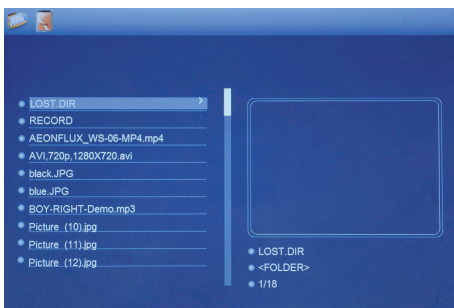 LOST.DIR
RECORD
AEONFLUX_WS-06-MP4.mp4
AVI,720p,1280X720.avi
black.JPG
blue.JPG
BOY-RIGHT-Demo.mp3
Picture (10).jpg
Picture (11).jpg
Picture (12).jpg
LOST.DIR
<FOLDER>
1/18